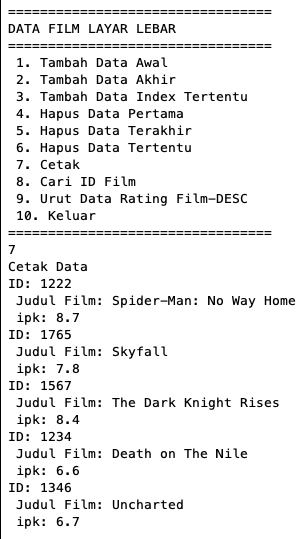 =================================
DATA FILM LAYAR LEBAR
=================================
1. Tambah Data Awal
2. Tambah Data Akhir
3. Tambah Data Index Tertentu
4. Hapus Data Pertama
5. Hapus Data Terakhir
6. Hapus Data Tertentu
7. Cetak
8. Cari ID Film
9. Urut Data Rating Film-DESC
10. Keluar
=================================
7
Cetak Data
ID: 1222
Judul Film: Spider-Man: No Way Home
ipk: 8.7
ID: 1765
Judul Film: Skyfall
ipk: 7.8
ID: 1567
Judul Film: The Dark Knight Rises
ipk: 8.4
ID: 1234
Judul Film: Death on The Nile
ipk: 6.6
ID: 1346
Judul Film: Uncharted
ipk: 6.7